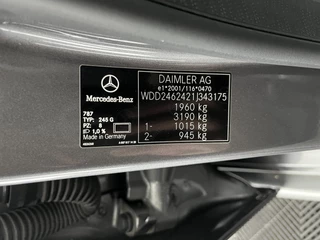 DAIMLER AG
e1*2001/116*0470
WDD2462421J343175
1960 kg
3190 kg
1- 1015 kg
2- 945 kg
Mercedes-Benz
787
TYP: 245 G
PZ: 8
1,0 %
Made in Germany